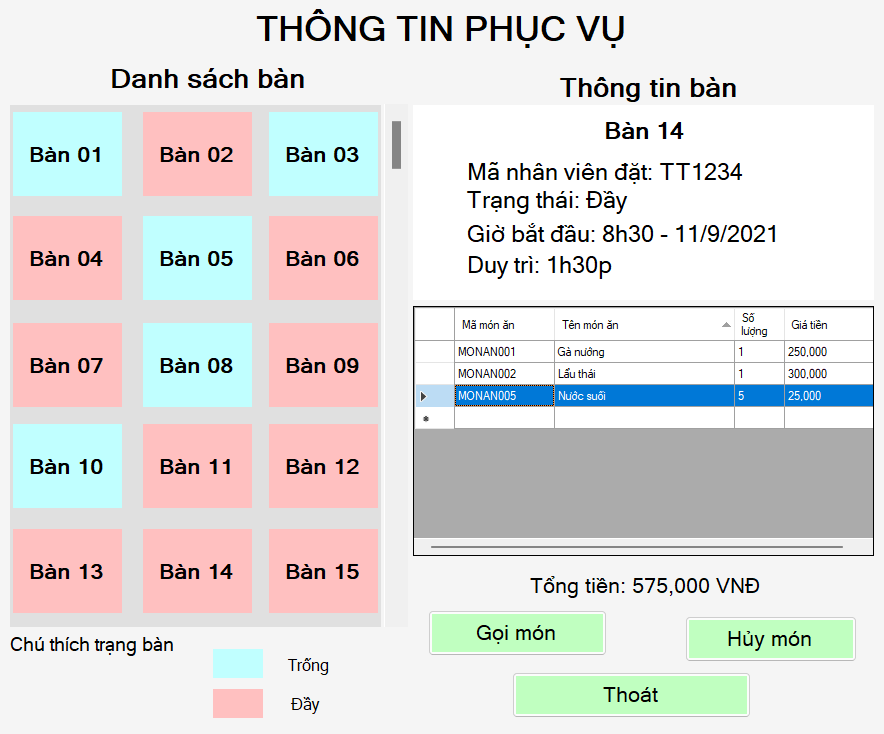 THÔNG TIN PHỤC VỤ
Danh sách bàn
Bàn 01 Bàn 02 Bàn 03
Bàn 04 Bàn 05 Bàn 06
Bàn 07 Bàn 08 Bàn 09
Bàn 10 Bàn 11 Bàn 12
Bàn 13 Bàn 14 Bàn 15
Chú thích trạng bàn
Trống
Đầy
Thông tin bàn
Bàn 14
Mã nhân viên đặt: TT1234
Trạng thái: Đầy
Giờ bắt đầu: 8h30 - 11/9/2021
Duy trì: 1h30p
Mã món ăn Tên món ăn Số lượng Giá tiền
MONAN001 Gà nướng 1 250,000
MONAN002 Lẩu thái 1 300,000
MONAN005 Nước suối 5 25,000
Tổng tiền: 575,000 VNĐ
Gọi món Hủy món
Thoát